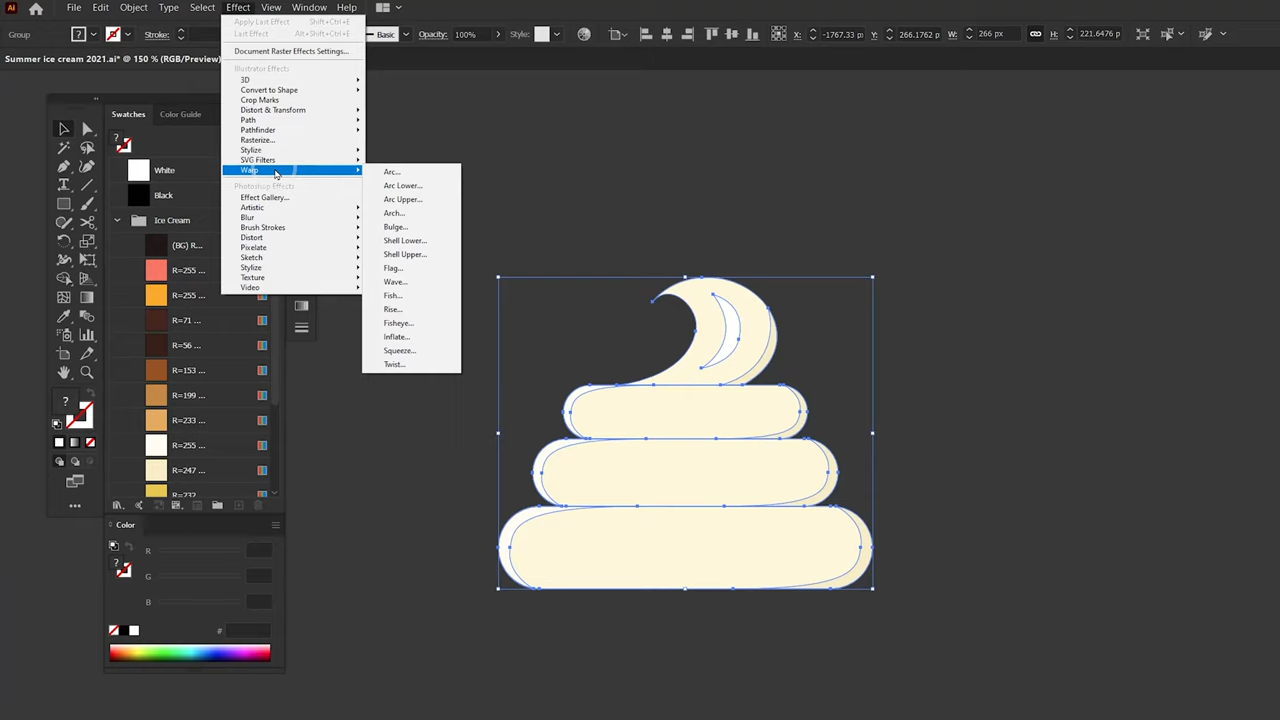 Ai File Edit Object Type Select Effect View Window Help
Group ? Stroke: Basic Opacity: 100% Style: X: -1767.33 px Y: 266.1762 px W: 266 px H: 221.6476 px
Summer ice cream 2021.ai* @ 150 % (RGB/Preview)
Apply Last Effect Shift+Ctrl+E
Last Effect Alt+Shift+Ctrl+E
Document Raster Effects Settings...
Illustrator Effects
3D
Convert to Shape
Crop Marks
Distort & Transform
Path
Pathfinder
Rasterize...
Stylize
SVG Filters
Warp
Photoshop Effects
Effect Gallery...
Artistic
Blur
Brush Strokes
Distort
Pixelate
Sketch
Stylize
Texture
Video
Arc...
Arc Lower...
Arc Upper...
Arch...
Bulge...
Shell Lower...
Shell Upper...
Flag...
Wave...
Fish...
Rise...
Fisheye...
Inflate...
Squeeze...
Twist...
Swatches Color Guide
?
White
Black
Ice Cream
(BG) R...
R=255 ...
R=255 ...
R=71 ...
R=56 ...
R=153 ...
R=199 ...
R=233 ...
R=255 ...
R=247 ...
R=232
?
Color
?
R
G
B
#